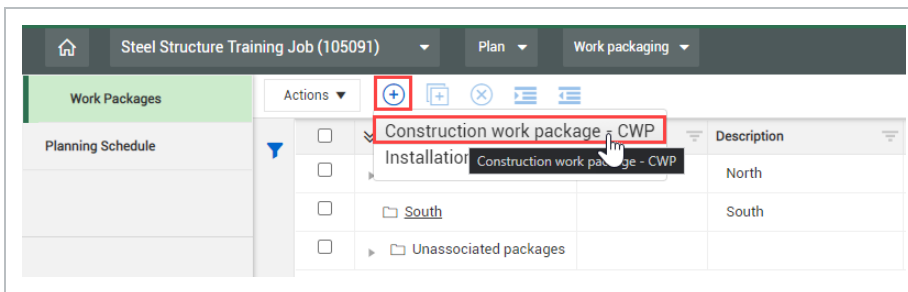 Steel Structure Training Job (105091) Plan Work packaging
Work Packages
Actions
Construction work package - CWP
Description
Planning Schedule
Installation
Construction work package - CWP
North
South
South
Unassociated packages